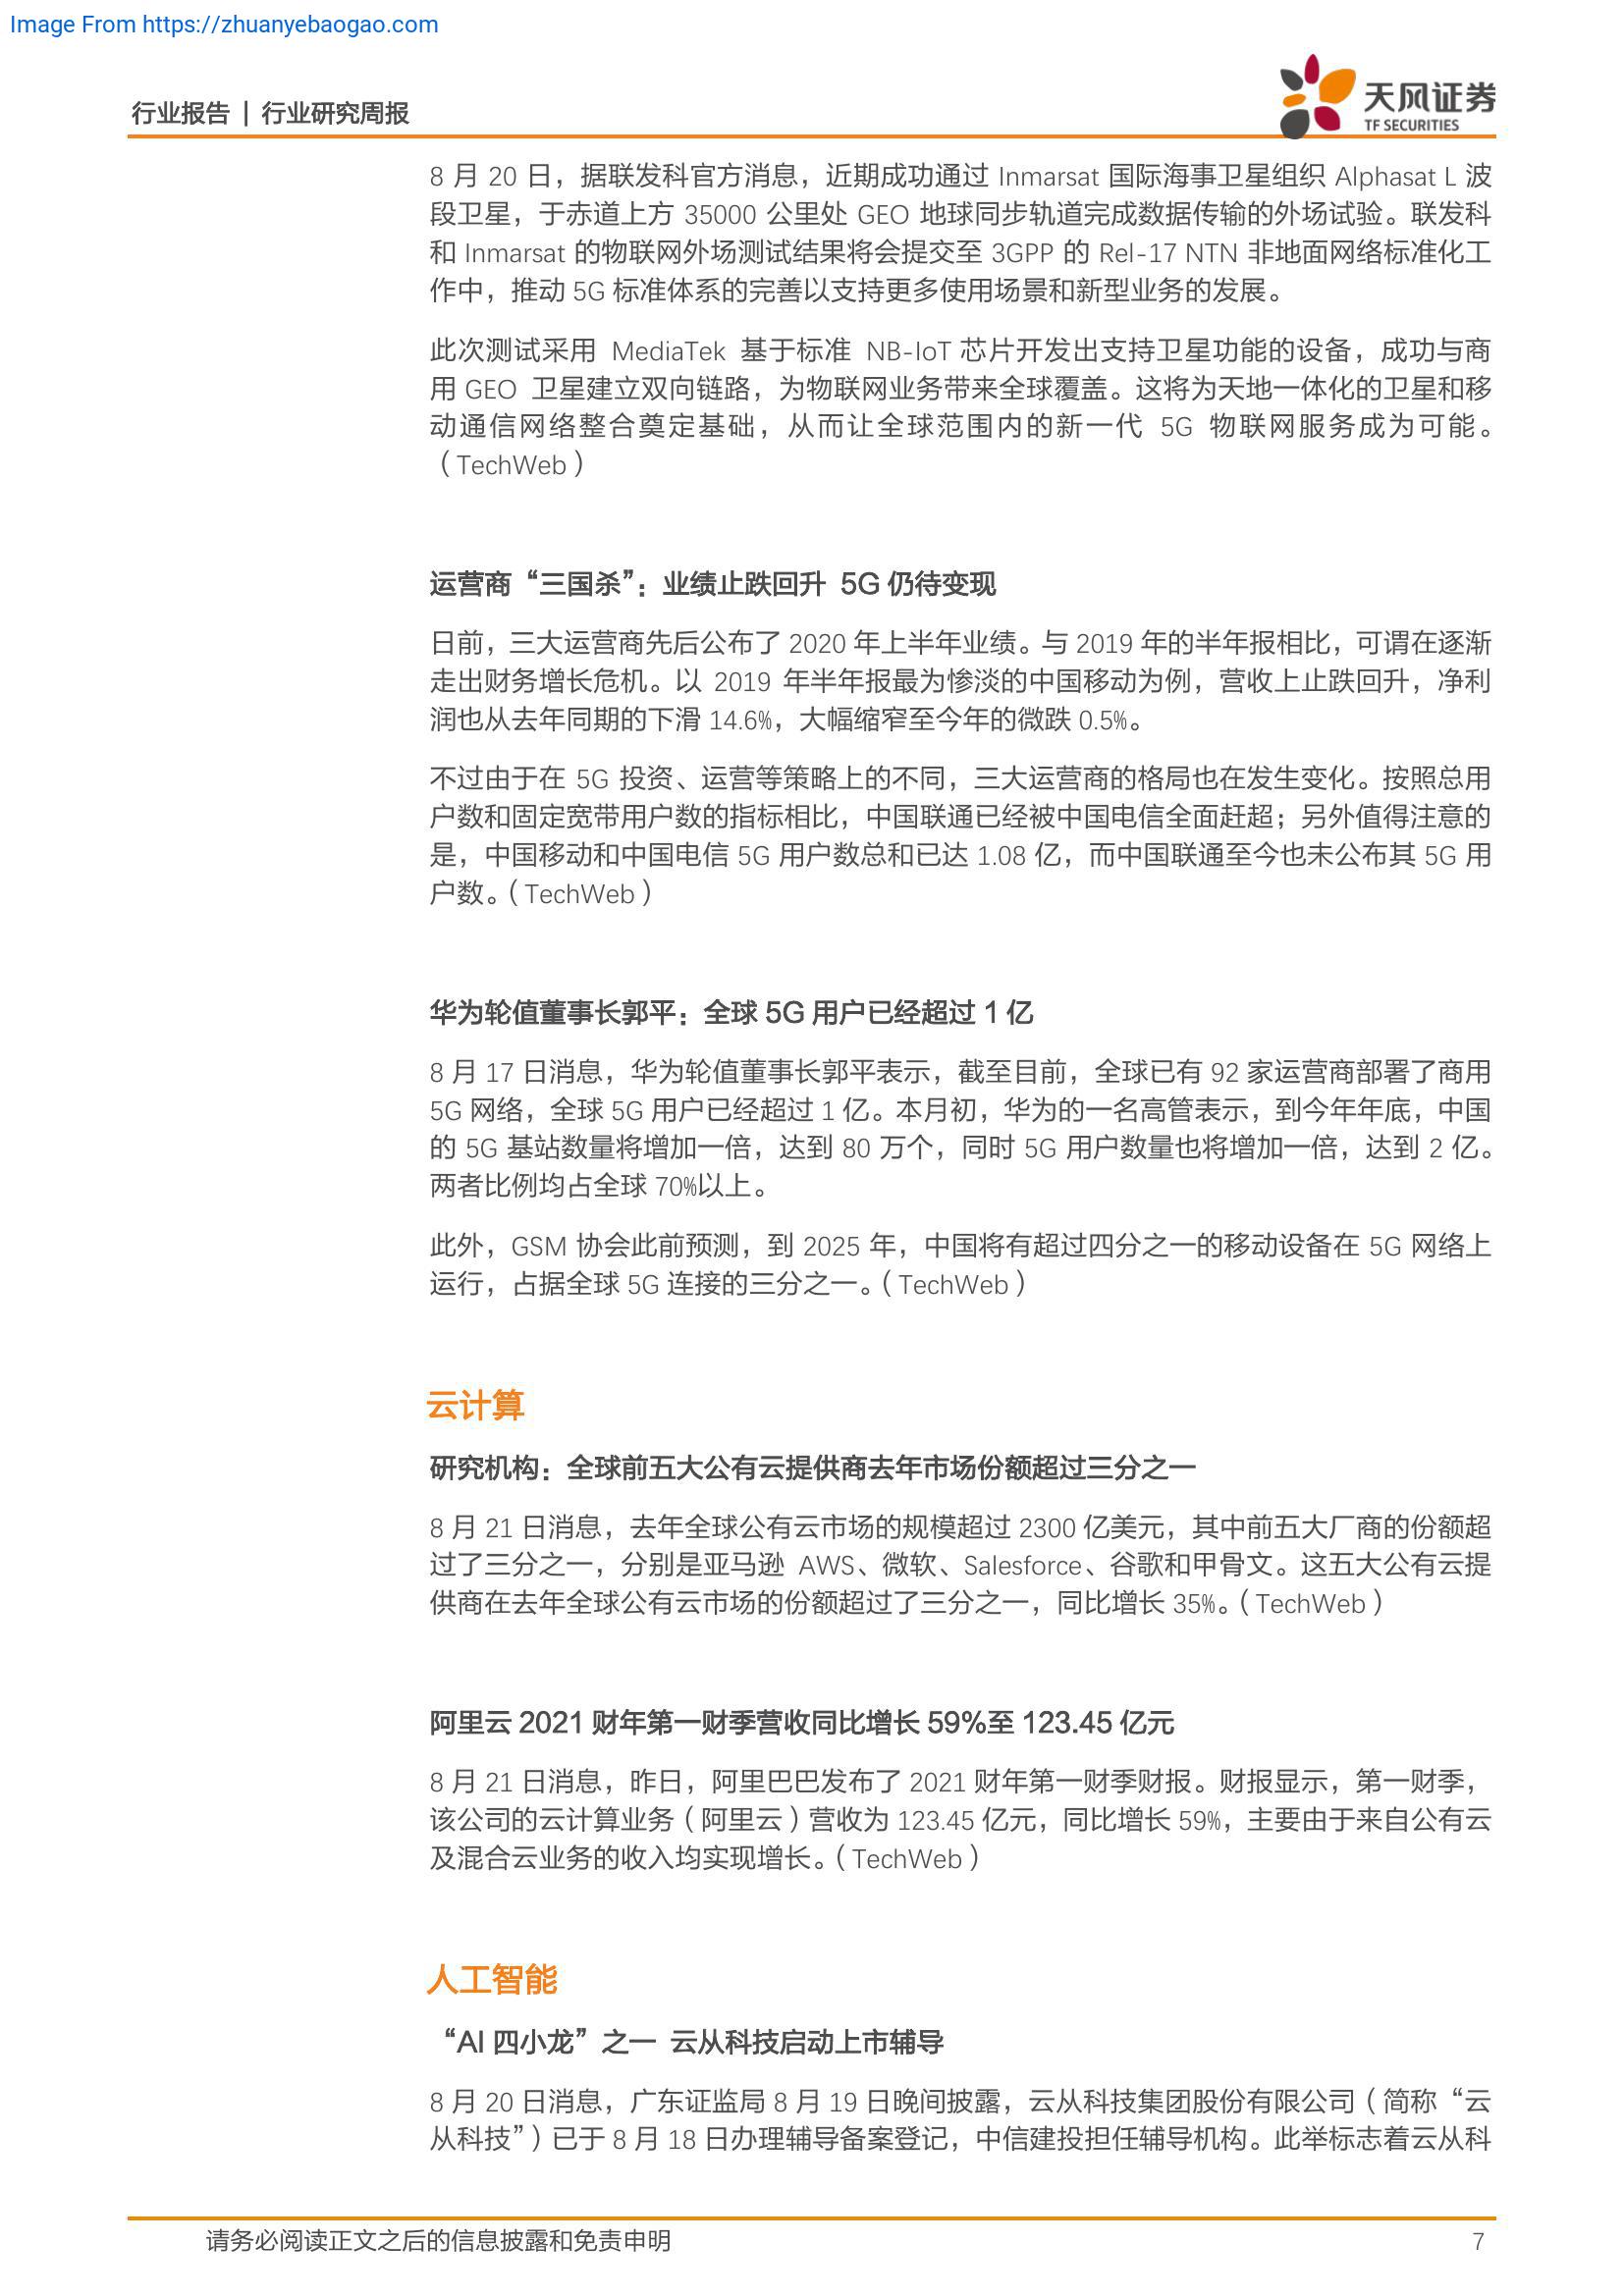 Image From https://zhuanyebaogao.com
行业报告 | 行业研究周报
天风证券
TF SECURITIES
8 月 20 日，据联发科官方消息，近期成功通过 Inmarsat 国际海事卫星组织 Alphasat L 波
段卫星，于赤道上方 35000 公里处 GEO 地球同步轨道完成数据传输的外场试验。联发科
和 Inmarsat 的物联网外场测试结果将会提交至 3GPP 的 Rel-17 NTN 非地面网络标准化工
作中，推动 5G 标准体系的完善以支持更多使用场景和新型业务的发展。
此次测试采用 MediaTek 基于标准 NB-IoT 芯片开发出支持卫星功能的设备，成功与商
用 GEO 卫星建立双向链路，为物联网业务带来全球覆盖。这将为天地一体化的卫星和移
动通信网络整合奠定基础，从而让全球范围内的新一代 5G 物联网服务成为可能。
（TechWeb）
运营商“三国杀”：业绩止跌回升 5G 仍待变现
日前，三大运营商先后公布了 2020 年上半年业绩。与 2019 年的半年报相比，可谓在逐渐
走出财务增长危机。以 2019 年半年报最为惨淡的中国移动为例，营收上止跌回升，净利
润也从去年同期的下滑 14.6%，大幅缩窄至今年的微跌 0.5%。
不过由于在 5G 投资、运营等策略上的不同，三大运营商的格局也在发生变化。按照总用
户数和固定宽带用户数的指标相比，中国联通已经被中国电信全面赶超；另外值得注意的
是，中国移动和中国电信 5G 用户数总和已达 1.08 亿，而中国联通至今也未公布其 5G 用
户数。（TechWeb）
华为轮值董事长郭平：全球 5G 用户已经超过 1 亿
8 月 17 日消息，华为轮值董事长郭平表示，截至目前，全球已有 92 家运营商部署了商用
5G 网络，全球 5G 用户已经超过 1 亿。本月初，华为的一名高管表示，到今年年底，中国
的 5G 基站数量将增加一倍，达到 80 万个，同时 5G 用户数量也将增加一倍，达到 2 亿。
两者比例均占全球 70%以上。
此外，GSM 协会此前预测，到 2025 年，中国将有超过四分之一的移动设备在 5G 网络上
运行，占据全球 5G 连接的三分之一。（TechWeb）
云计算
研究机构：全球前五大公有云提供商去年市场份额超过三分之一
8 月 21 日消息，去年全球公有云市场的规模超过 2300 亿美元，其中前五大厂商的份额超
过了三分之一，分别是亚马逊 AWS、微软、Salesforce、谷歌和甲骨文。这五大公有云提
供商在去年全球公有云市场的份额超过了三分之一，同比增长 35%。（TechWeb）
阿里云 2021 财年第一财季营收同比增长 59%至 123.45 亿元
8 月 21 日消息，昨日，阿里巴巴发布了 2021 财年第一财季财报。财报显示，第一财季，
该公司的云计算业务（阿里云）营收为 123.45 亿元，同比增长 59%，主要由于来自公有云
及混合云业务的收入均实现增长。（TechWeb）
人工智能
“AI 四小龙”之一 云从科技启动上市辅导
8 月 20 日消息，广东证监局 8 月 19 日晚间披露，云从科技集团股份有限公司（简称“云
从科技”）已于 8 月 18 日办理辅导备案登记，中信建投担任辅导机构。此举标志着云从科
请务必阅读正文之后的信息披露和免责申明
7